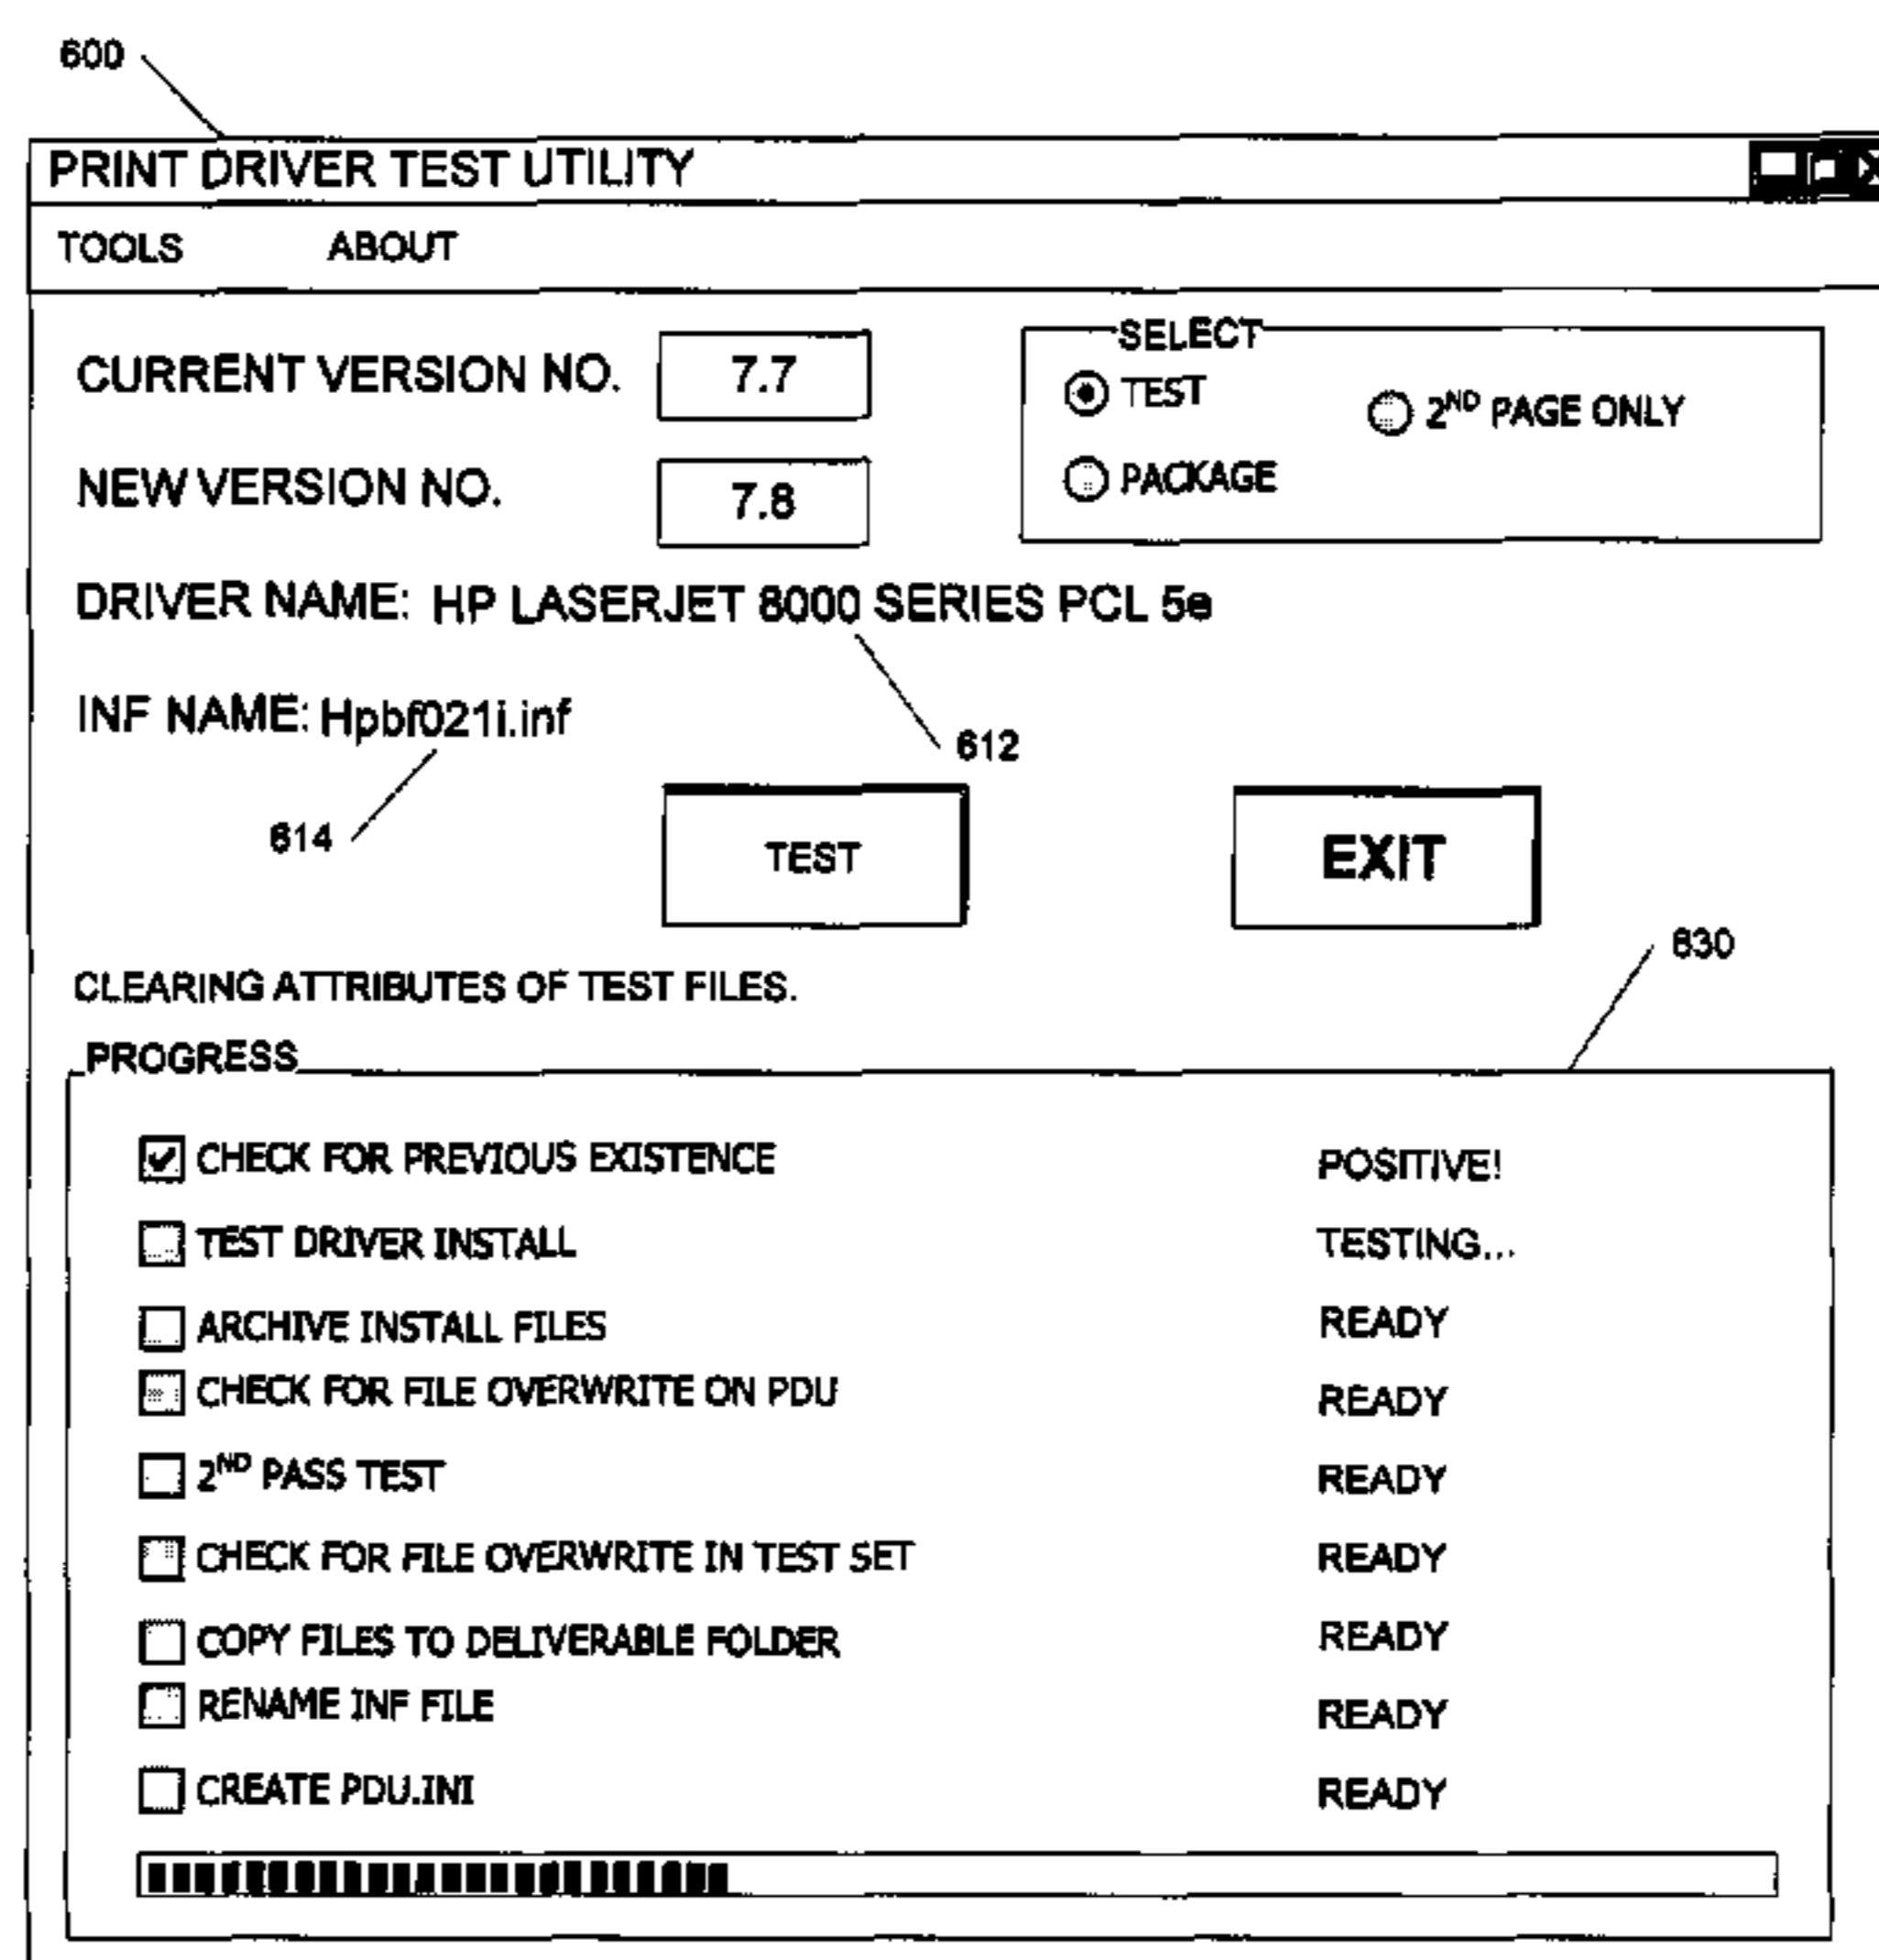 600
PRINT DRIVER TEST UTILITY
TOOLS ABOUT
CURRENT VERSION NO. 7.7
NEW VERSION NO. 7.8
SELECT
TEST
2ND PAGE ONLY
PACKAGE
DRIVER NAME: HP LASERJET 8000 SERIES PCL 5e
612
INF NAME: Hpbf021i.inf
614
TEST
EXIT
630
CLEARING ATTRIBUTES OF TEST FILES.
PROGRESS
CHECK FOR PREVIOUS EXISTENCE POSITIVE!
TEST DRIVER INSTALL TESTING...
ARCHIVE INSTALL FILES READY
CHECK FOR FILE OVERWRITE ON PDU READY
2ND PASS TEST READY
CHECK FOR FILE OVERWRITE IN TEST SET READY
COPY FILES TO DELIVERABLE FOLDER READY
RENAME INF FILE READY
CREATE PDU.INI READY